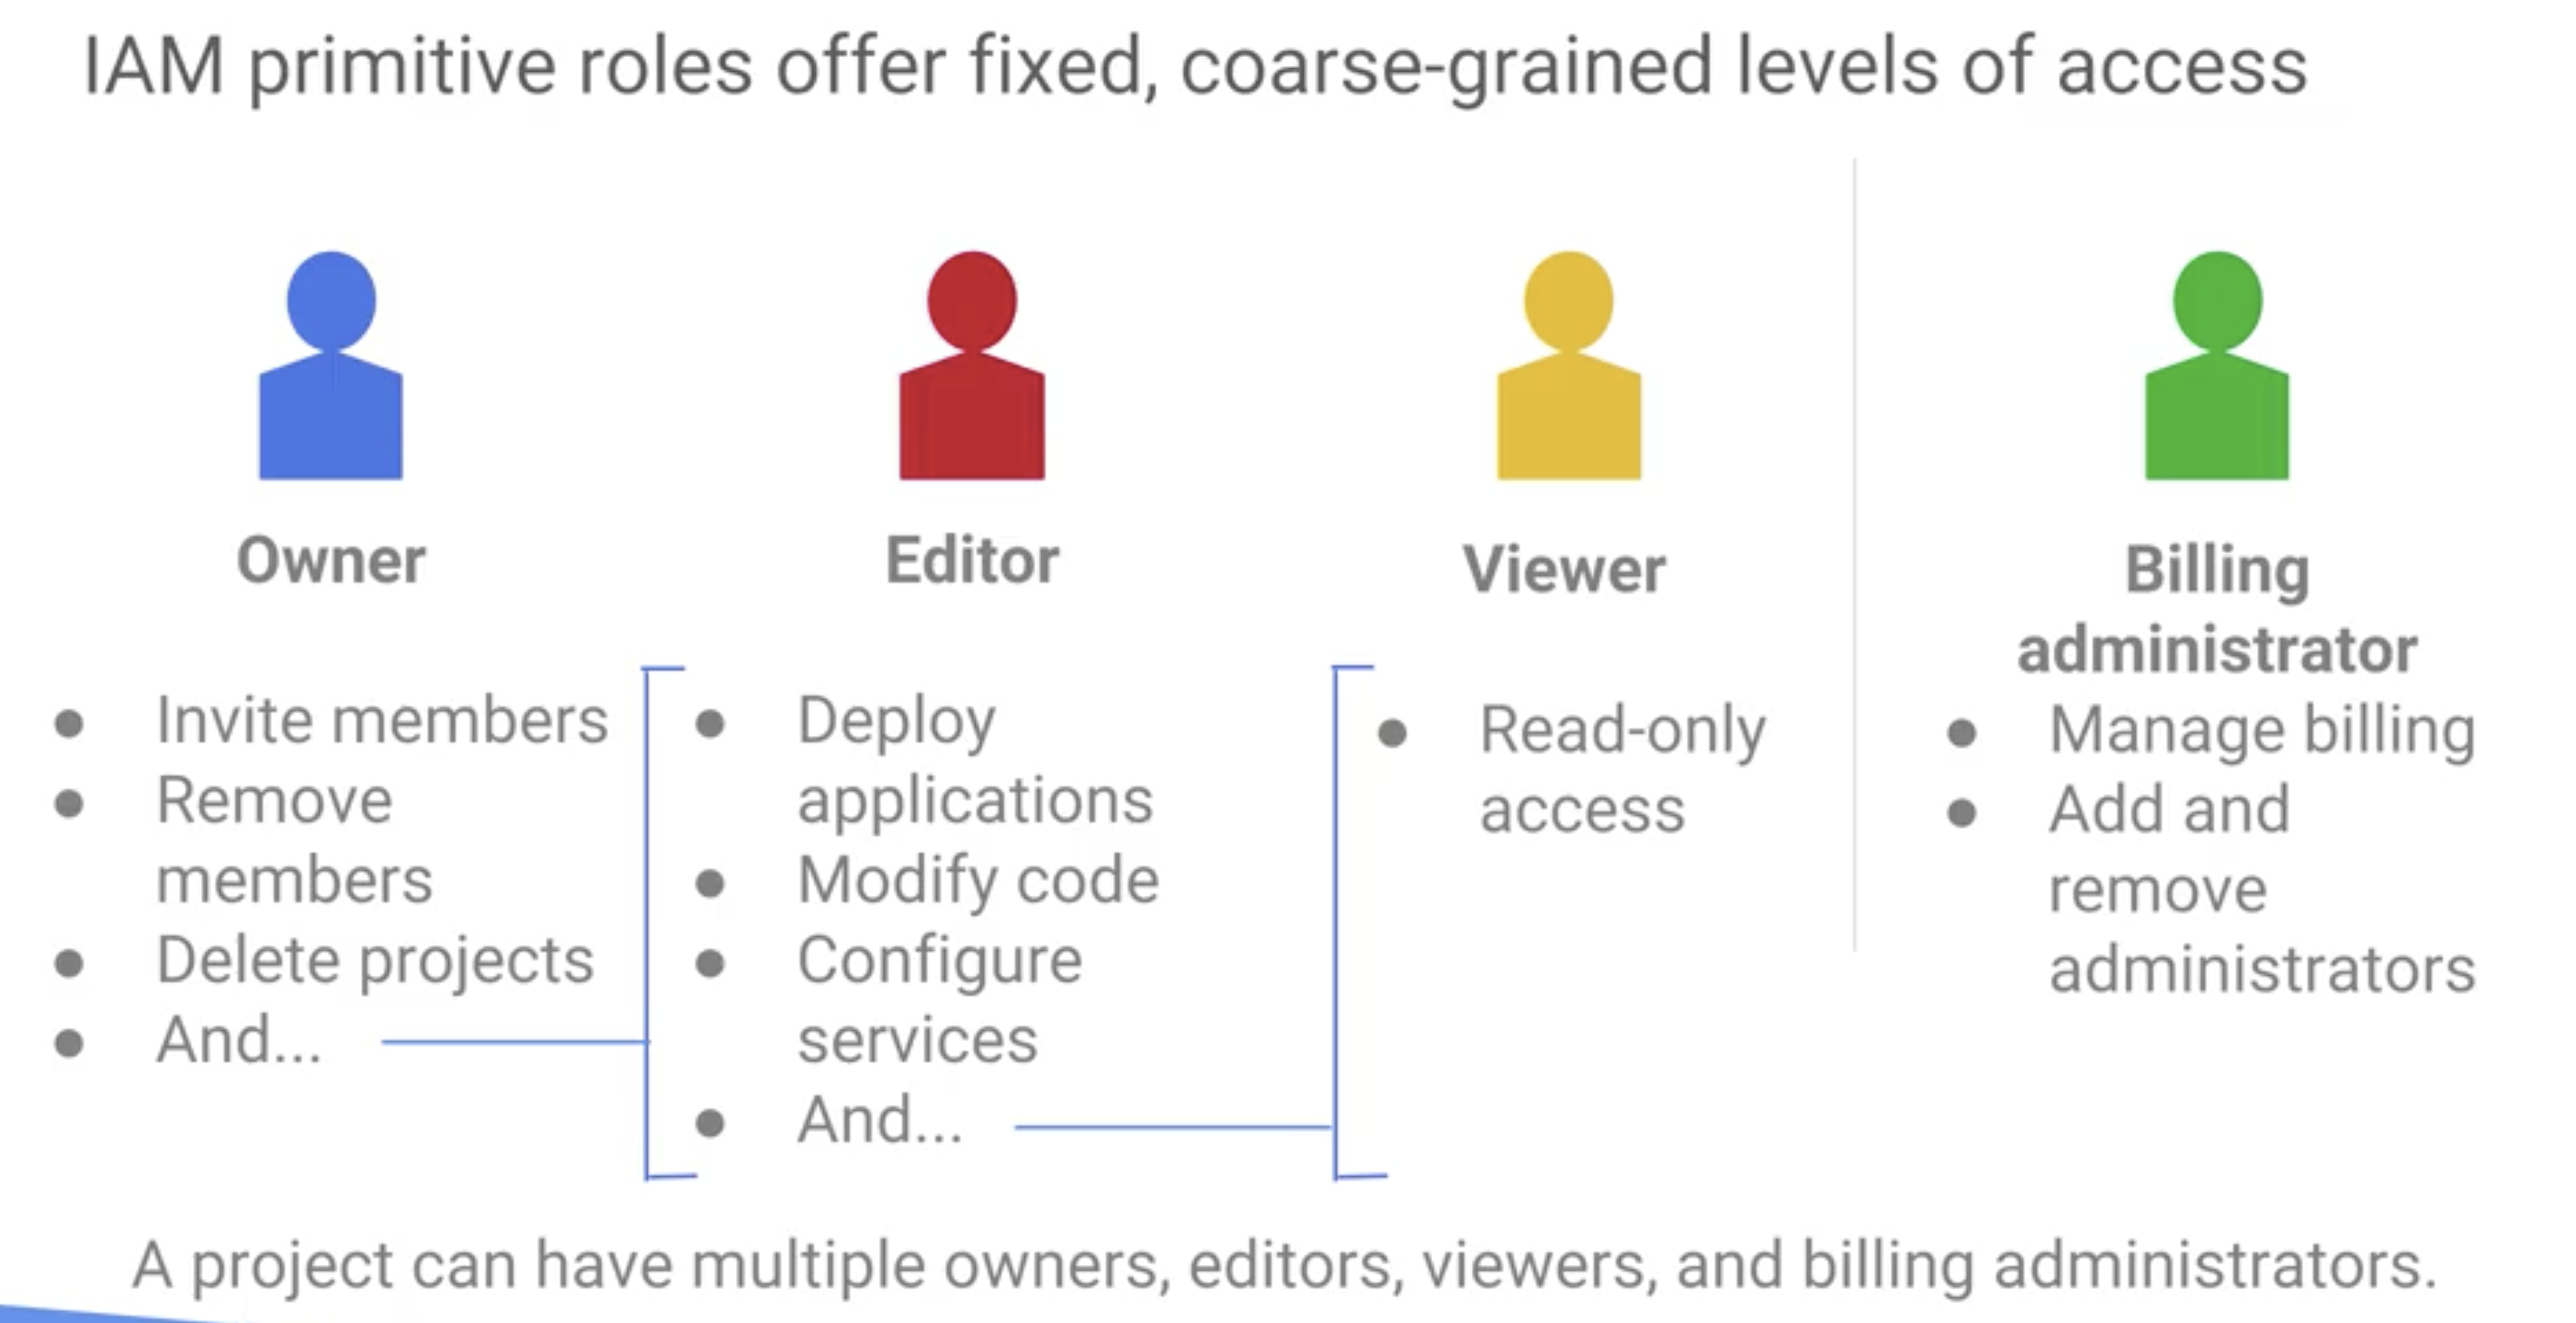 IAM primitive roles offer fixed, coarse-grained levels of access
Owner
Invite members
Remove
members
Delete projects
And...
Editor
Deploy
applications
Modify code
Configure
services
And...
Viewer
Read-only
access
Billing
administrator
Manage billing
Add and
remove
administrators
A project can have multiple owners, editors, viewers, and billing administrators.